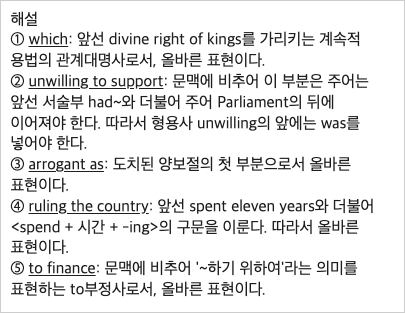 해설
① which: 앞선 divine right of kings를 가리키는 계속적
용법의 관계대명사로서, 올바른 표현이다.
② unwilling to support: 문맥에 비추어 이 부분은 주어는
앞선 서술부 had~와 더불어 주어 Parliament의 뒤에
이어져야 한다. 따라서 형용사 unwilling의 앞에는 was를
넣어야 한다.
③ arrogant as: 도치된 양보절의 첫 부분으로서 올바른
표현이다.
④ ruling the country: 앞선 spent eleven years와 더불어
<spend + 시간 + -ing>의 구문을 이룬다. 따라서 올바른
표현이다.
⑤ to finance: 문맥에 비추어 '~하기 위하여'라는 의미를
표현하는 to부정사로서, 올바른 표현이다.